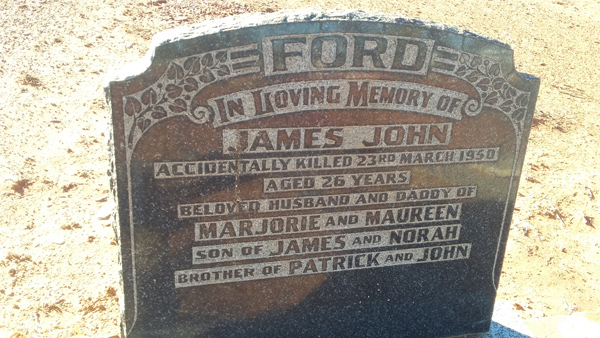 FORD
IN LOVING MEMORY OF
JAMES JOHN
ACCIDENTALLY KILLED 23RD MARCH 1950
AGED 26 YEARS
BELOVED HUSBAND AND DADDY OF
MARJORIE AND MAUREEN
SON OF JAMES AND NORAH
BROTHER OF PATRICK AND JOHN